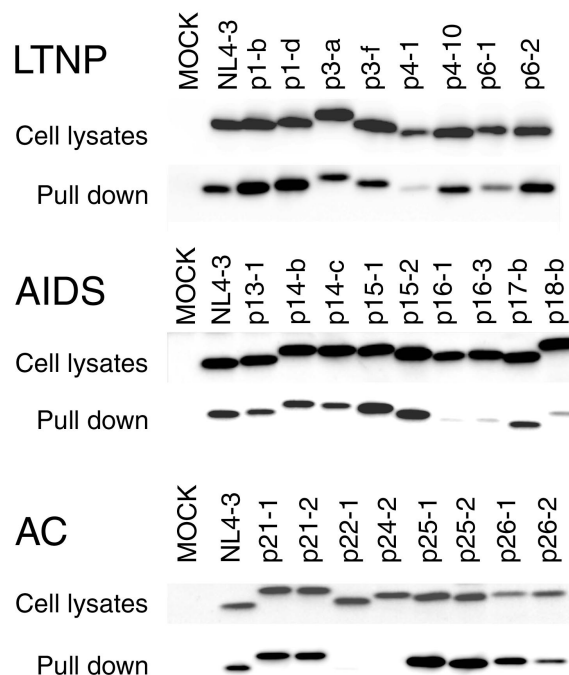 LTNP
MOCK NL4-3 p1-b p1-d p3-a p3-f p4-1 p4-10 p6-1 p6-2
Cell lysates
Pull down
AIDS
MOCK NL4-3 p13-1 p14-b p14-c p15-1 p15-2 p16-1 p16-3 p17-b p18-b
Cell lysates
Pull down
AC
MOCK NL4-3 p21-1 p21-2 p22-1 p24-2 p25-1 p25-2 p26-1 p26-2
Cell lysates
Pull down